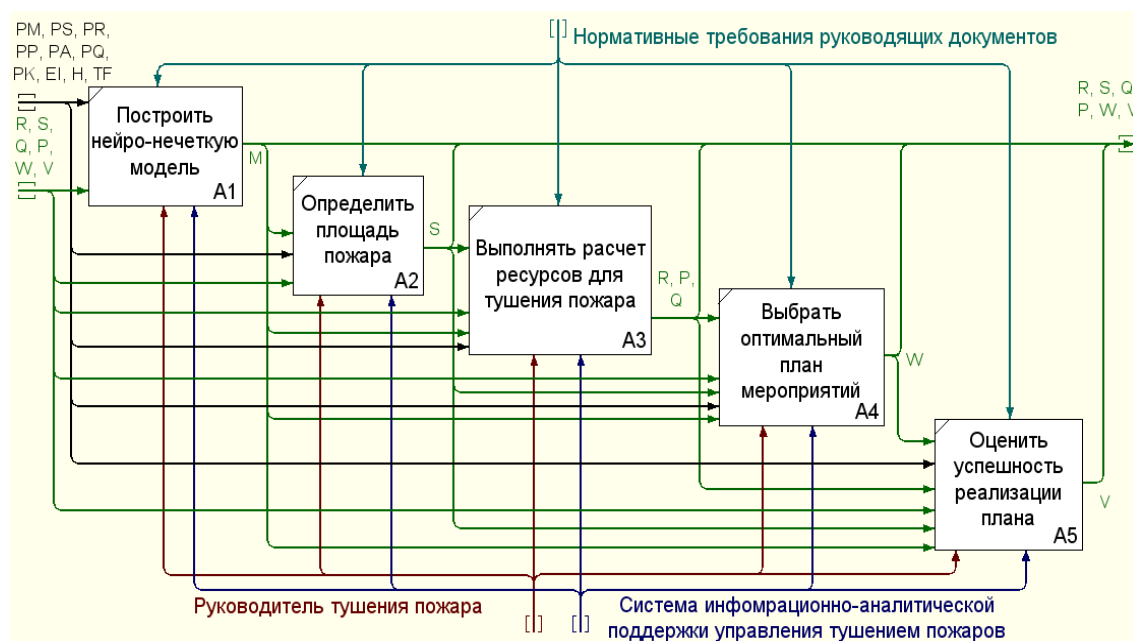 PM, PS, PR,
PP, PA, PQ,
PK, EI, H, TF
[ ]
Нормативные требования руководящих документов
R, S,
Q, P,
W, V
R, S, Q
P, W, V
Построить
нейро-нечеткую
модель
A1
M
Определить
площадь
пожара
A2
S
Выполнять расчет
ресурсов для
тушения пожара
A3
R, P,
Q
Выбрать
оптимальный
план
мероприятий
A4
W
Оценить
успешность
реализации
плана
A5
V
Руководитель тушения пожара
Система инфомрационно-аналитической
поддержки управления тушением пожаров